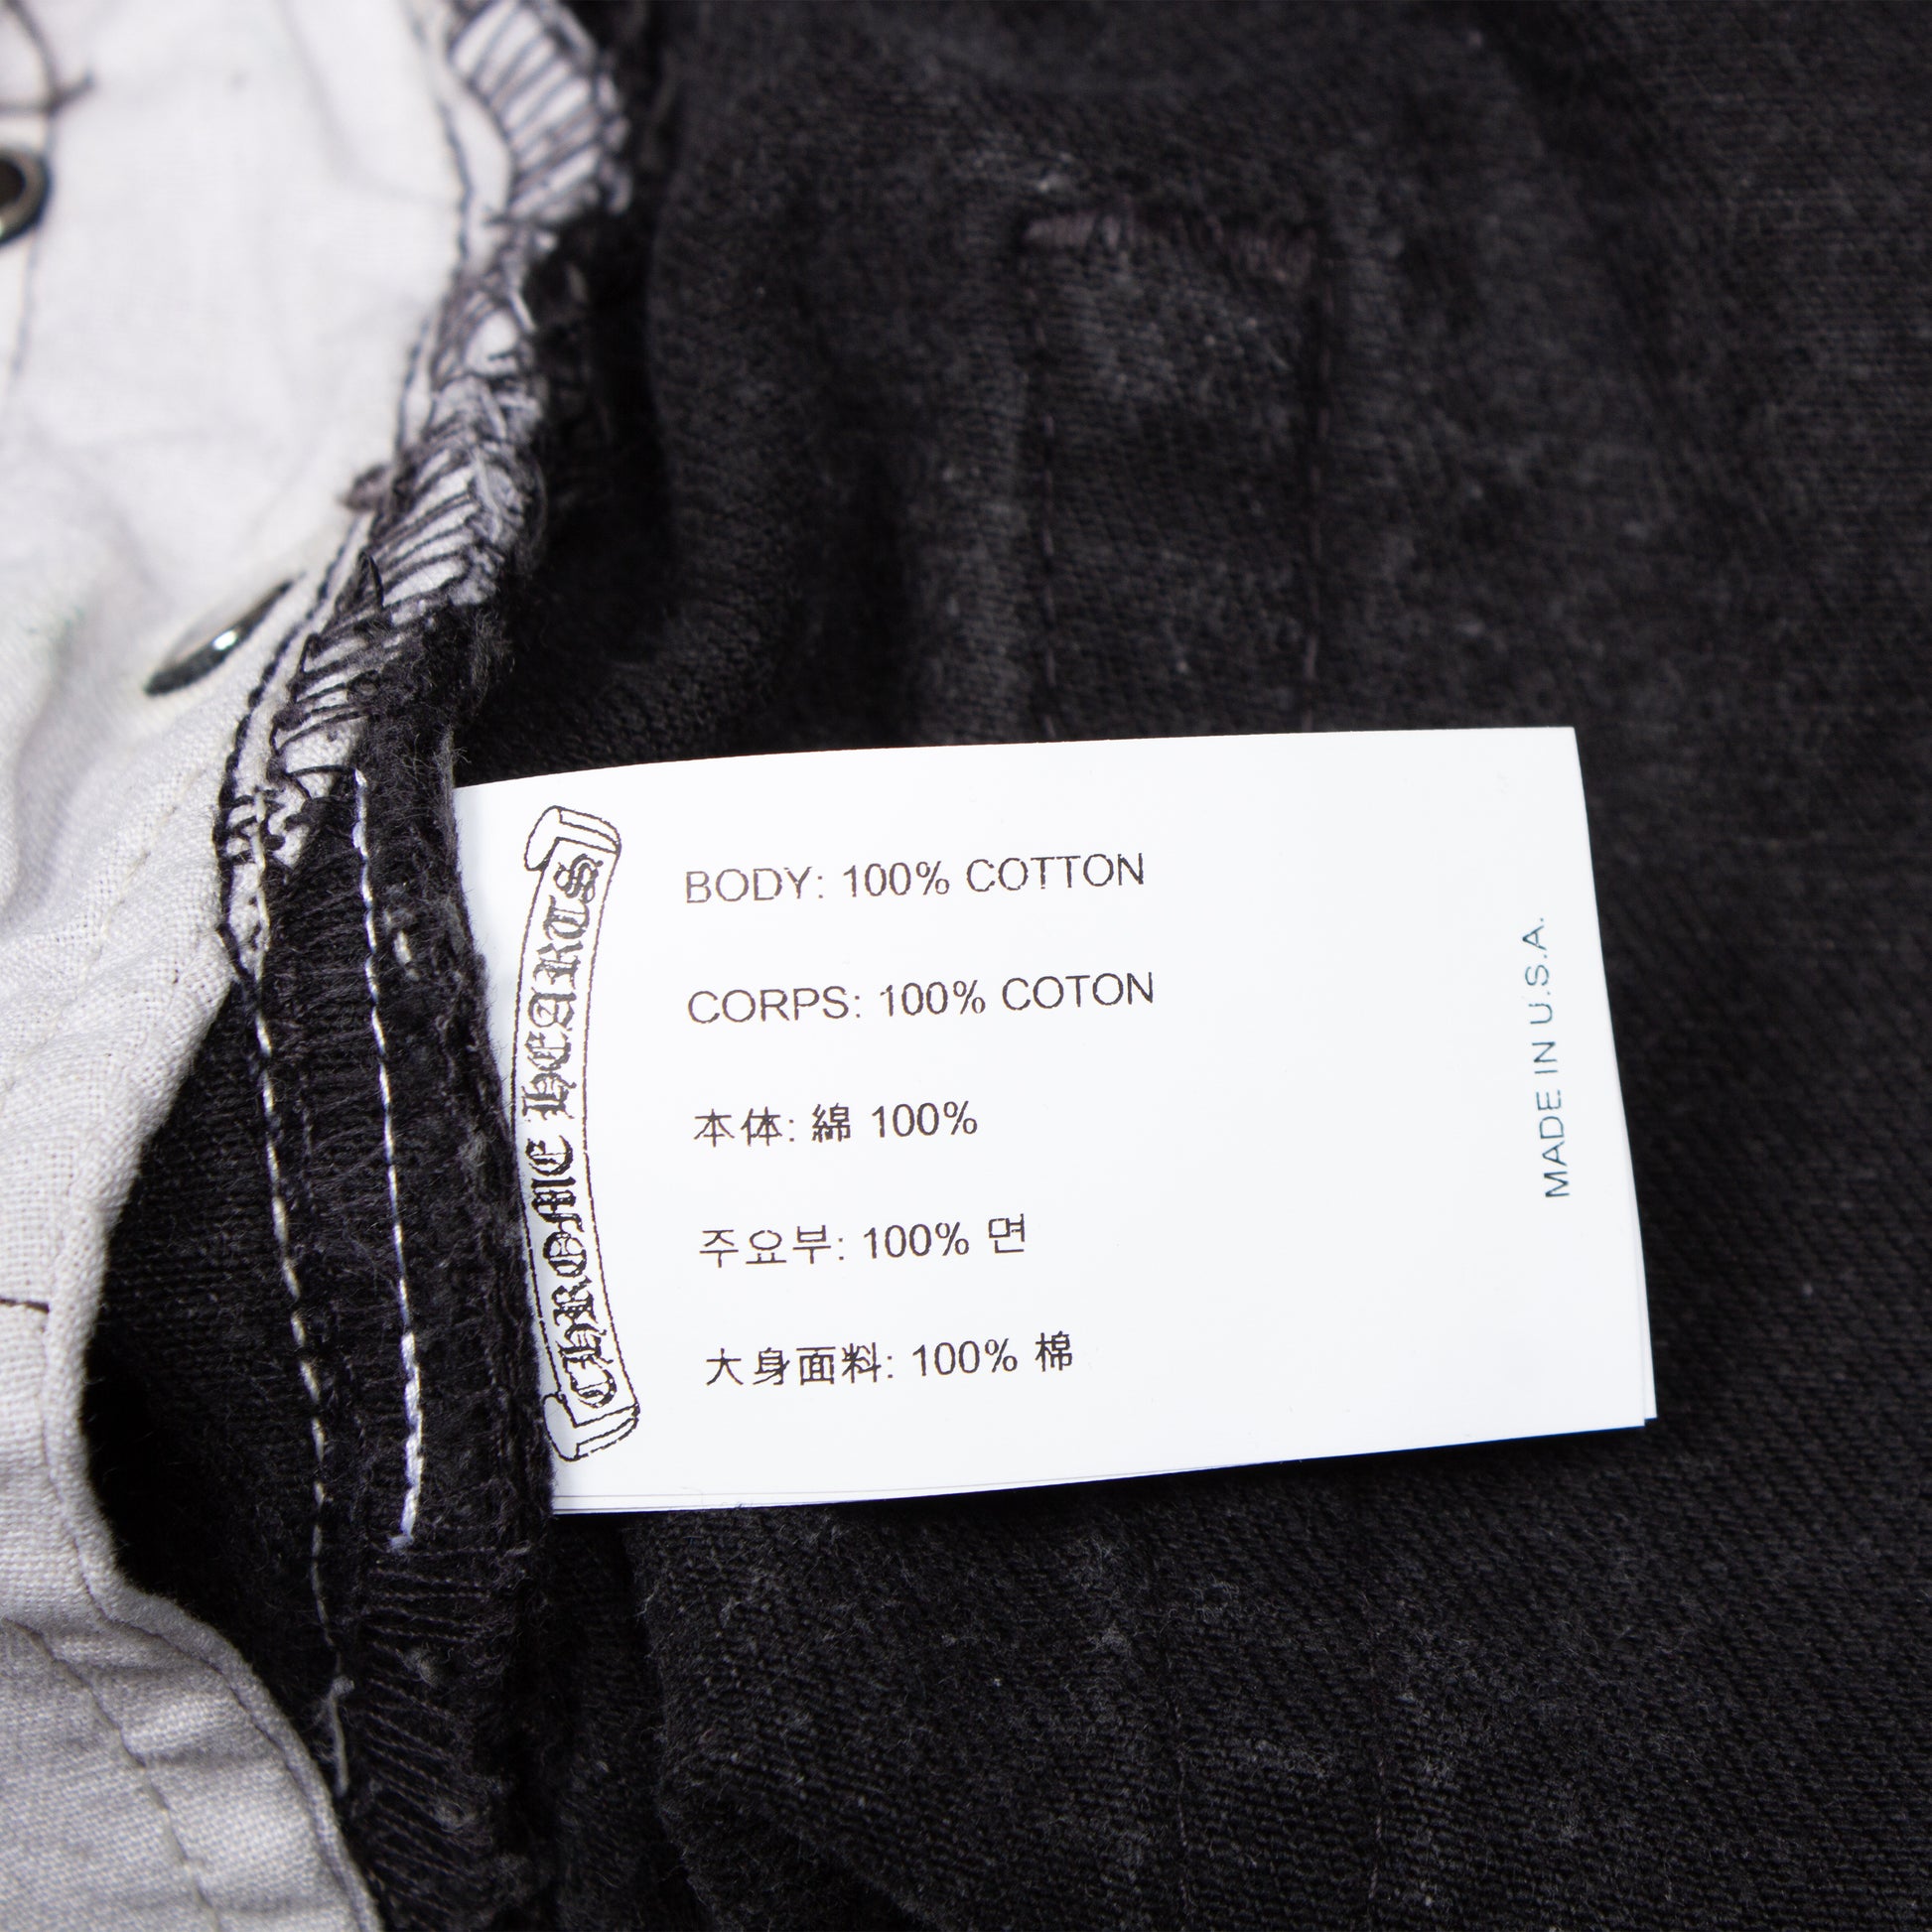 CHROME HEARTS
BODY: 100% COTTON
CORPS: 100% COTON
本体: 綿 100%
주요부: 100% 면
大身面料: 100% 棉
MADE IN U.S.A.